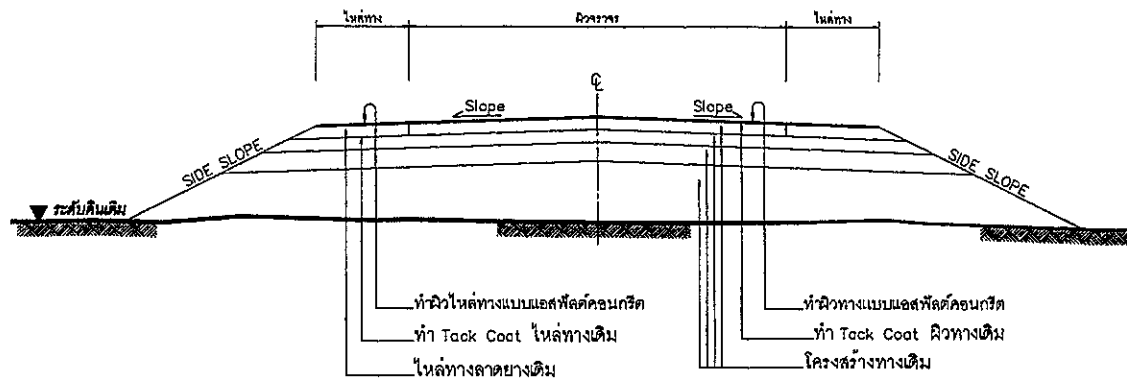 ไหล่ทาง ผิวจราจร ไหล่ทาง
℄
Slope Slope
SIDE SLOPE SIDE SLOPE
ระดับดินเดิม
ทำผิวไหล่ทางแบบแอสฟัลต์คอนกรีต ทำผิวทางแบบแอสฟัลต์คอนกรีต
ทำ Tack Coat ไหล่ทางเดิม ทำ Tack Coat ผิวทางเดิม
ไหล่ทางลาดยางเดิม โครงสร้างทางเดิม